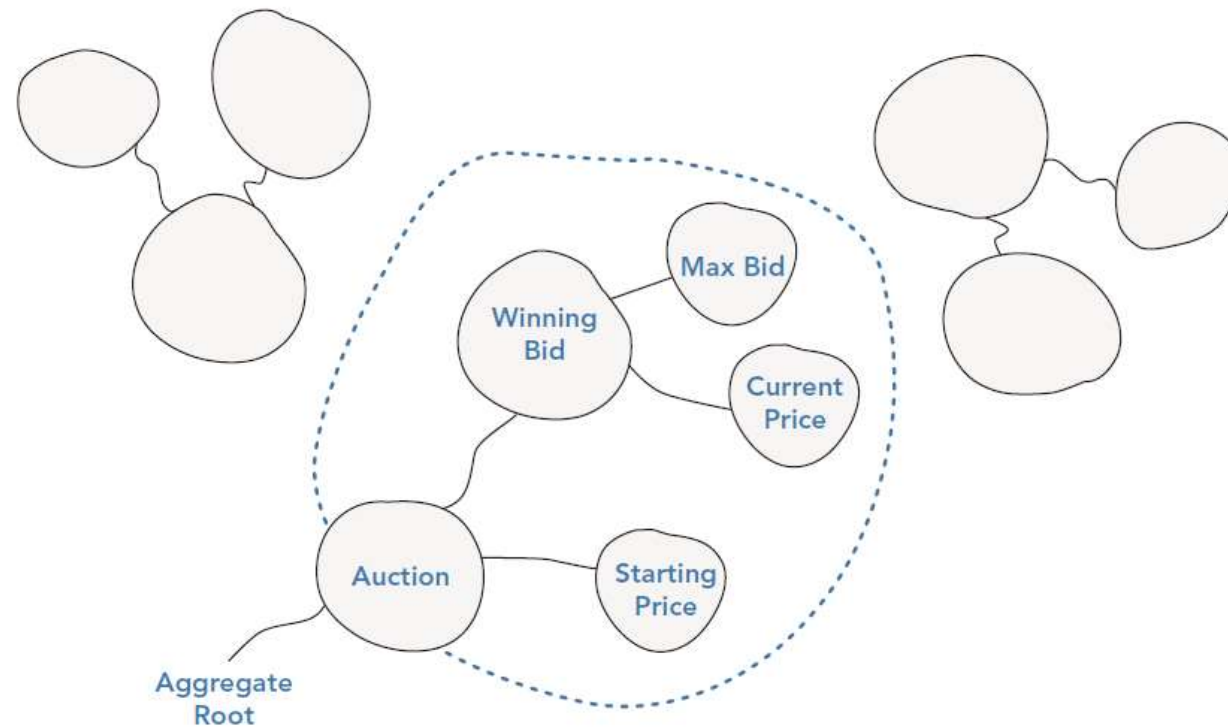 Max Bid
Winning
Bid
Current
Price
Auction
Starting
Price
Aggregate
Root